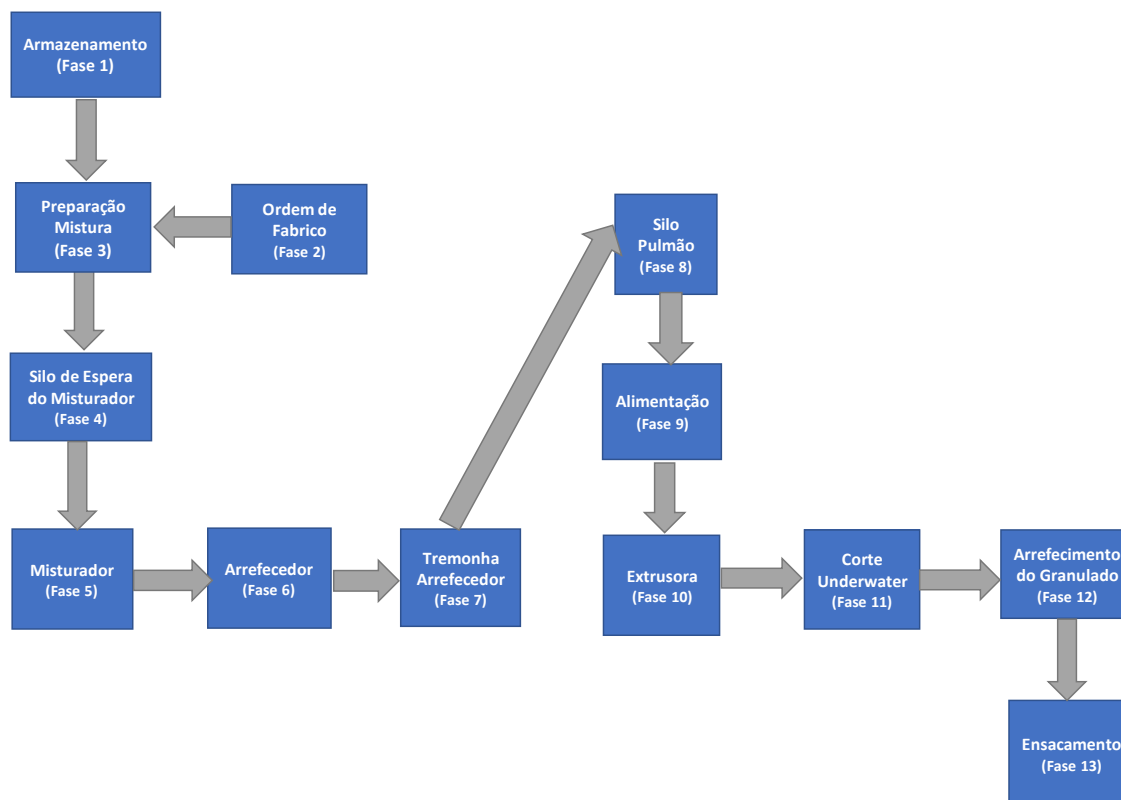 Armazenamento
(Fase 1)
Preparação
Mistura
(Fase 3)
Ordem de
Fabrico
(Fase 2)
Silo de Espera
do Misturador
(Fase 4)
Misturador
(Fase 5)
Arrefecedor
(Fase 6)
Tremonha
Arrefecedor
(Fase 7)
Silo
Pulmão
(Fase 8)
Alimentação
(Fase 9)
Extrusora
(Fase 10)
Corte
Underwater
(Fase 11)
Arrefecimento
do Granulado
(Fase 12)
Ensacamento
(Fase 13)